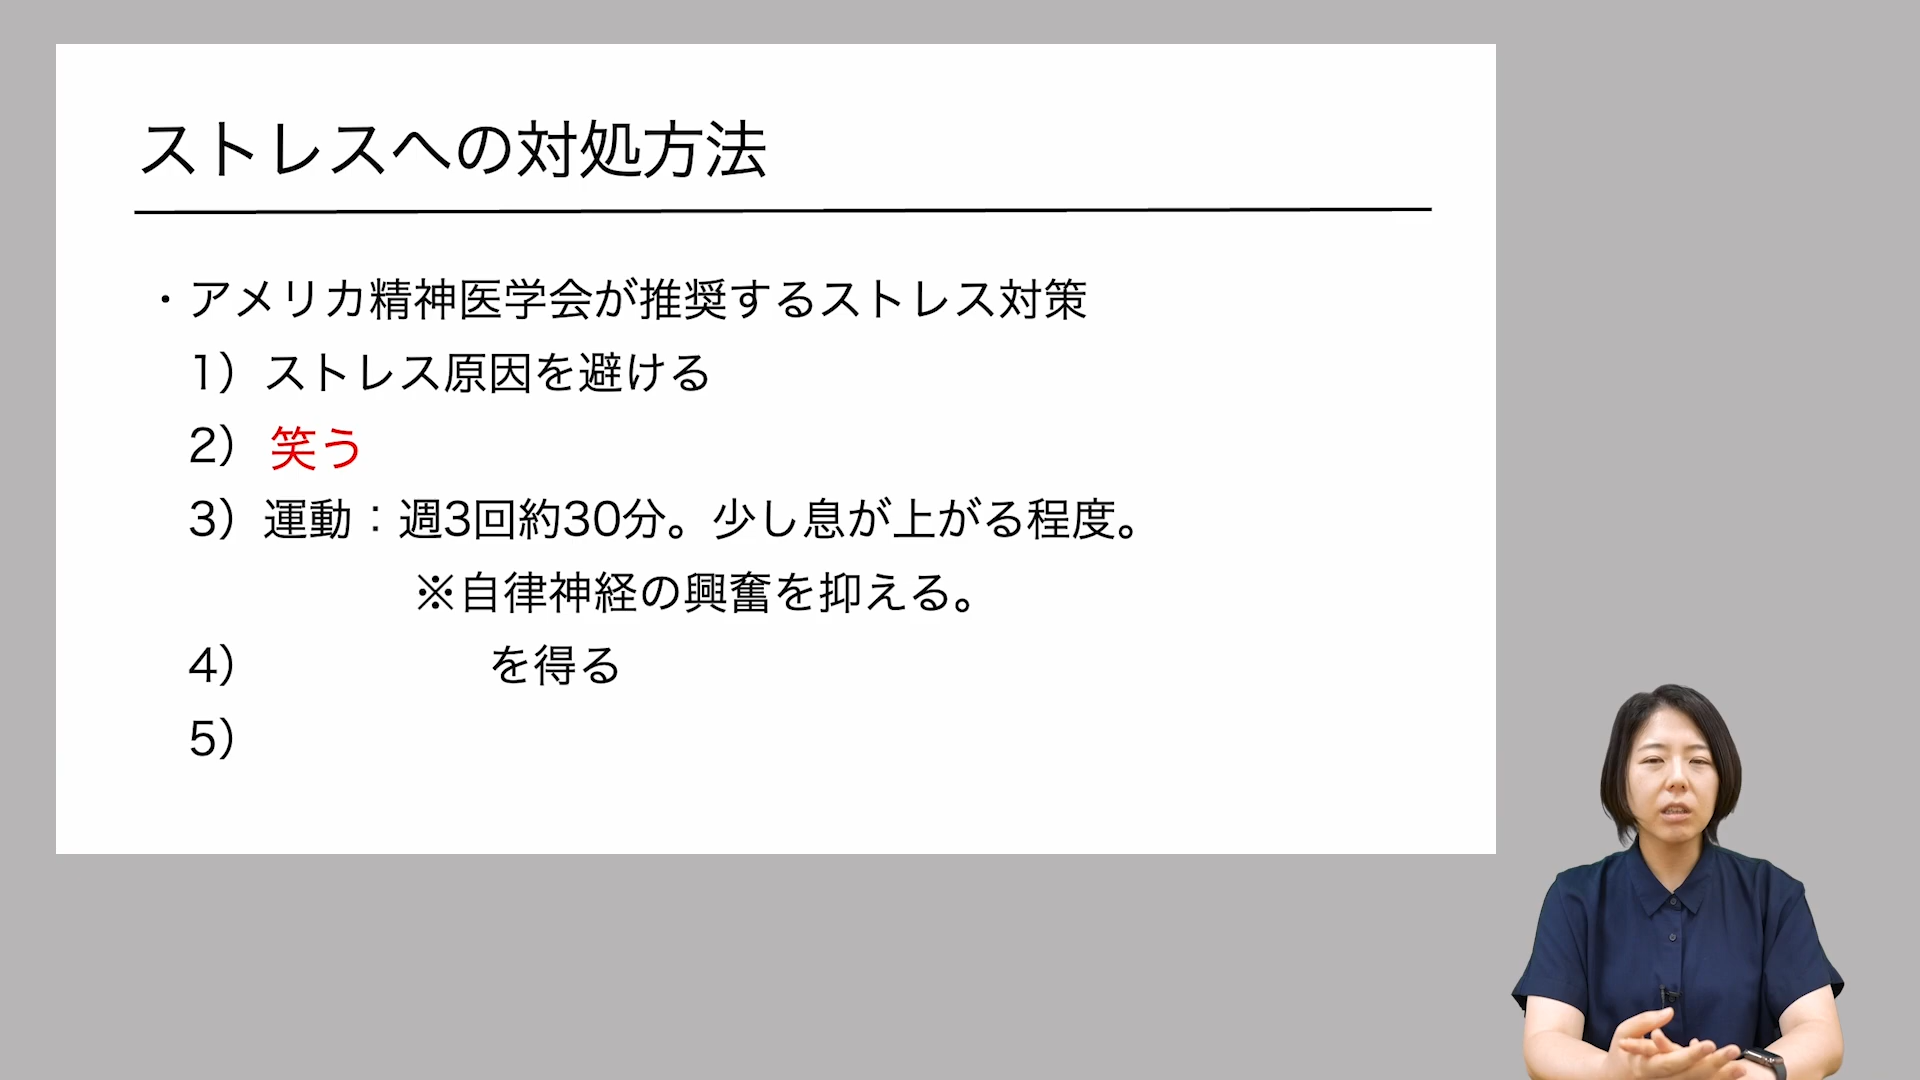 ストレスへの対処方法
・アメリカ精神医学会が推奨するストレス対策
1）ストレス原因を避ける
2）笑う
3）運動：週3回約30分。少し息が上がる程度。
※自律神経の興奮を抑える。
4）　　　　　を得る
5）